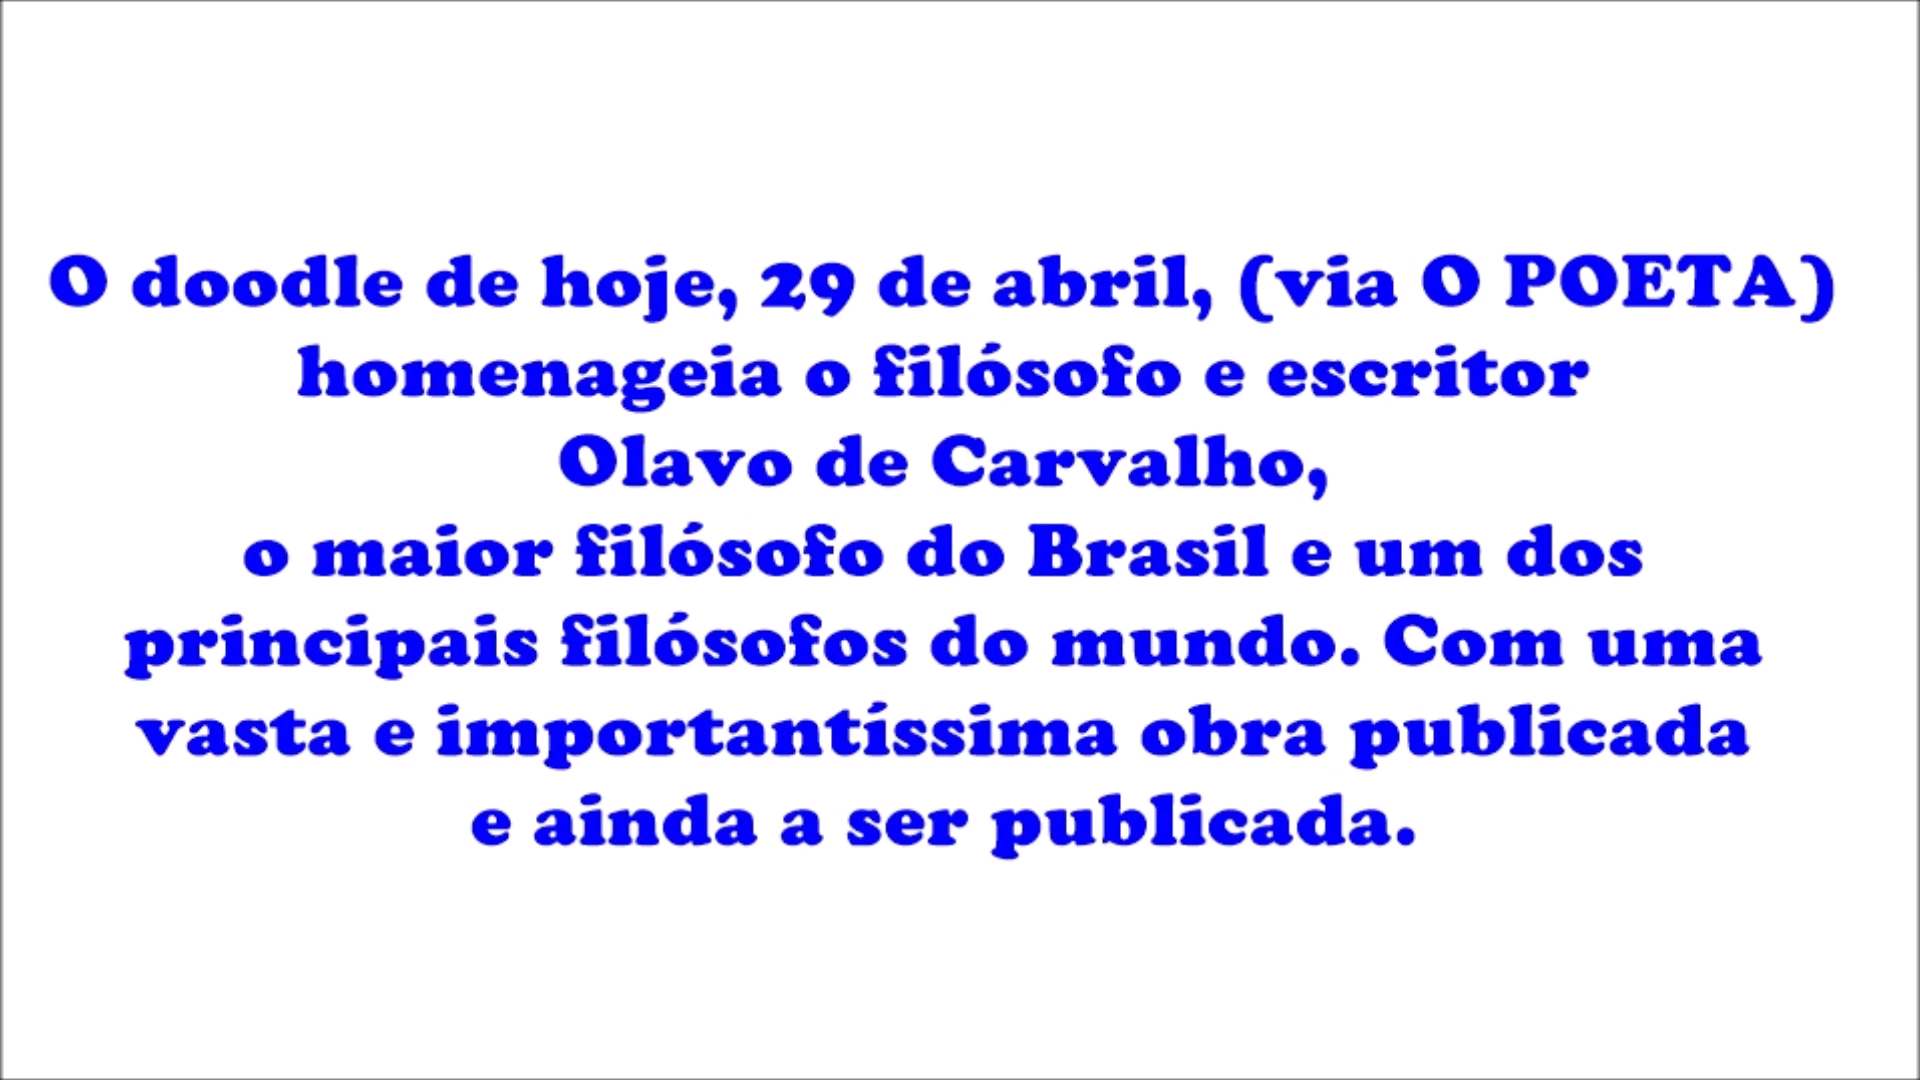 O doodle de hoje, 29 de abril, (via O POETA)
homenageia o filósofo e escritor
Olavo de Carvalho,
o maior filósofo do Brasil e um dos
principais filósofos do mundo. Com uma
vasta e importantíssima obra publicada
e ainda a ser publicada.